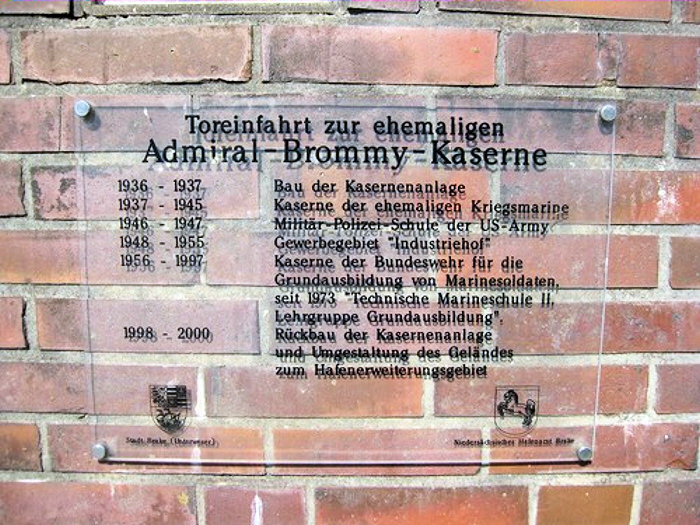 Toreinfahrt zur ehemaligen
Admiral-Brommy-Kaserne
1936 - 1937 Bau der Kasernenanlage
1937 - 1945 Kaserne der ehemaligen Kriegsmarine
1946 - 1947 Militär-Polizei-Schule der US-Army
1948 - 1955 Gewerbegebiet "Industriehof"
1956 - 1997 Kaserne der Bundeswehr für die
Grundausbildung von Marinesoldaten,
seit 1973 "Technische Marineschule II,
Lehrgruppe Grundausbildung".
1998 - 2000 Rückbau der Kasernenanlage
und Umgestaltung des Geländes
zum Hafenerweiterungsgebiet
Stadt Brake (Unterweser)
Niedersächsisches Hafenamt Brake